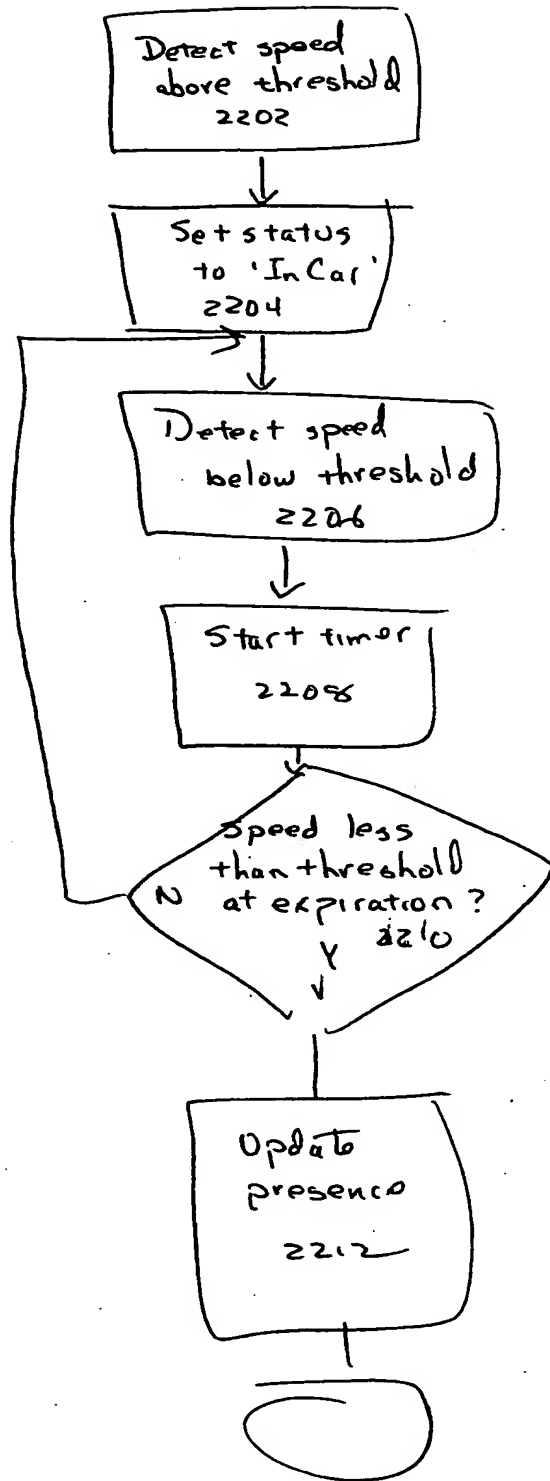 Detect speed
above threshold
2202
Set status
to 'InCar'
2204
Detect speed
below threshold
2206
Start timer
2208
Speed less
than threshold
at expiration?
N
2210
Y
Update
presence
2212